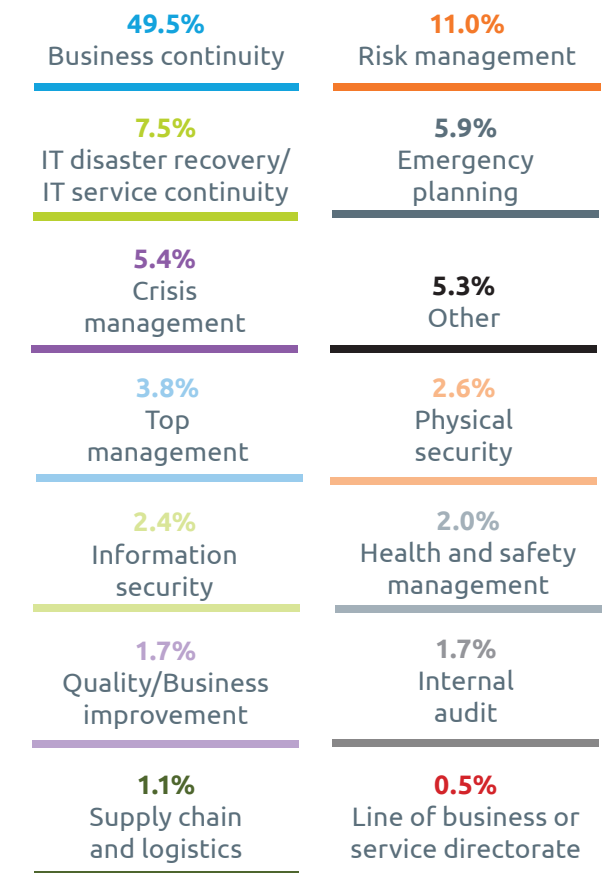 49.5%
Business continuity
11.0%
Risk management
7.5%
IT disaster recovery/
IT service continuity
5.9%
Emergency
planning
5.4%
Crisis
management
5.3%
Other
3.8%
Top
management
2.6%
Physical
security
2.4%
Information
security
2.0%
Health and safety
management
1.7%
Quality/Business
improvement
1.7%
Internal
audit
1.1%
Supply chain
and logistics
0.5%
Line of business or
service directorate